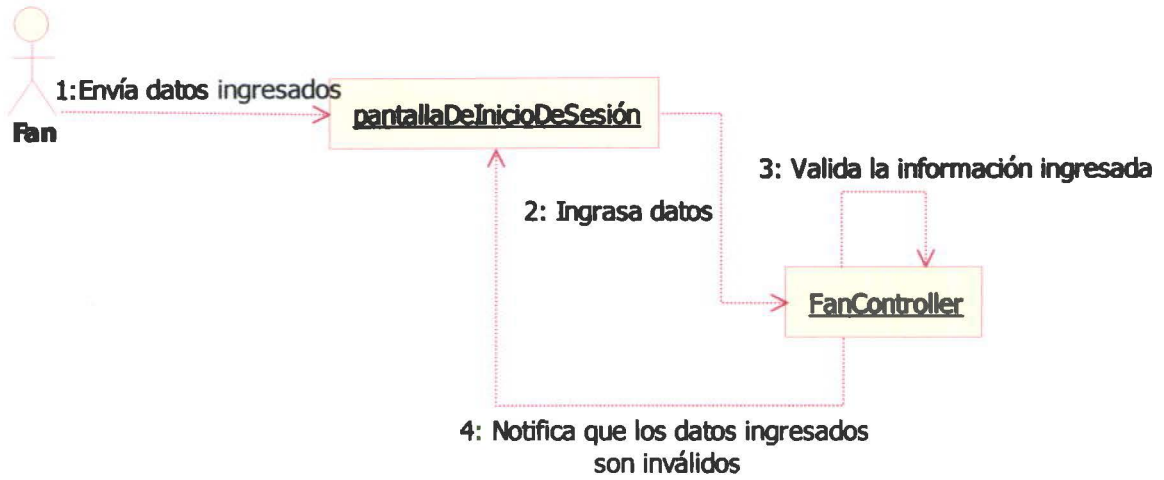 1:Envía datos ingresados
Fan
pantallaDeInicioDeSesión
3: Valida la información ingresada
2: Ingrasa datos
FanController
4: Notifica que los datos ingresados
son inválidos